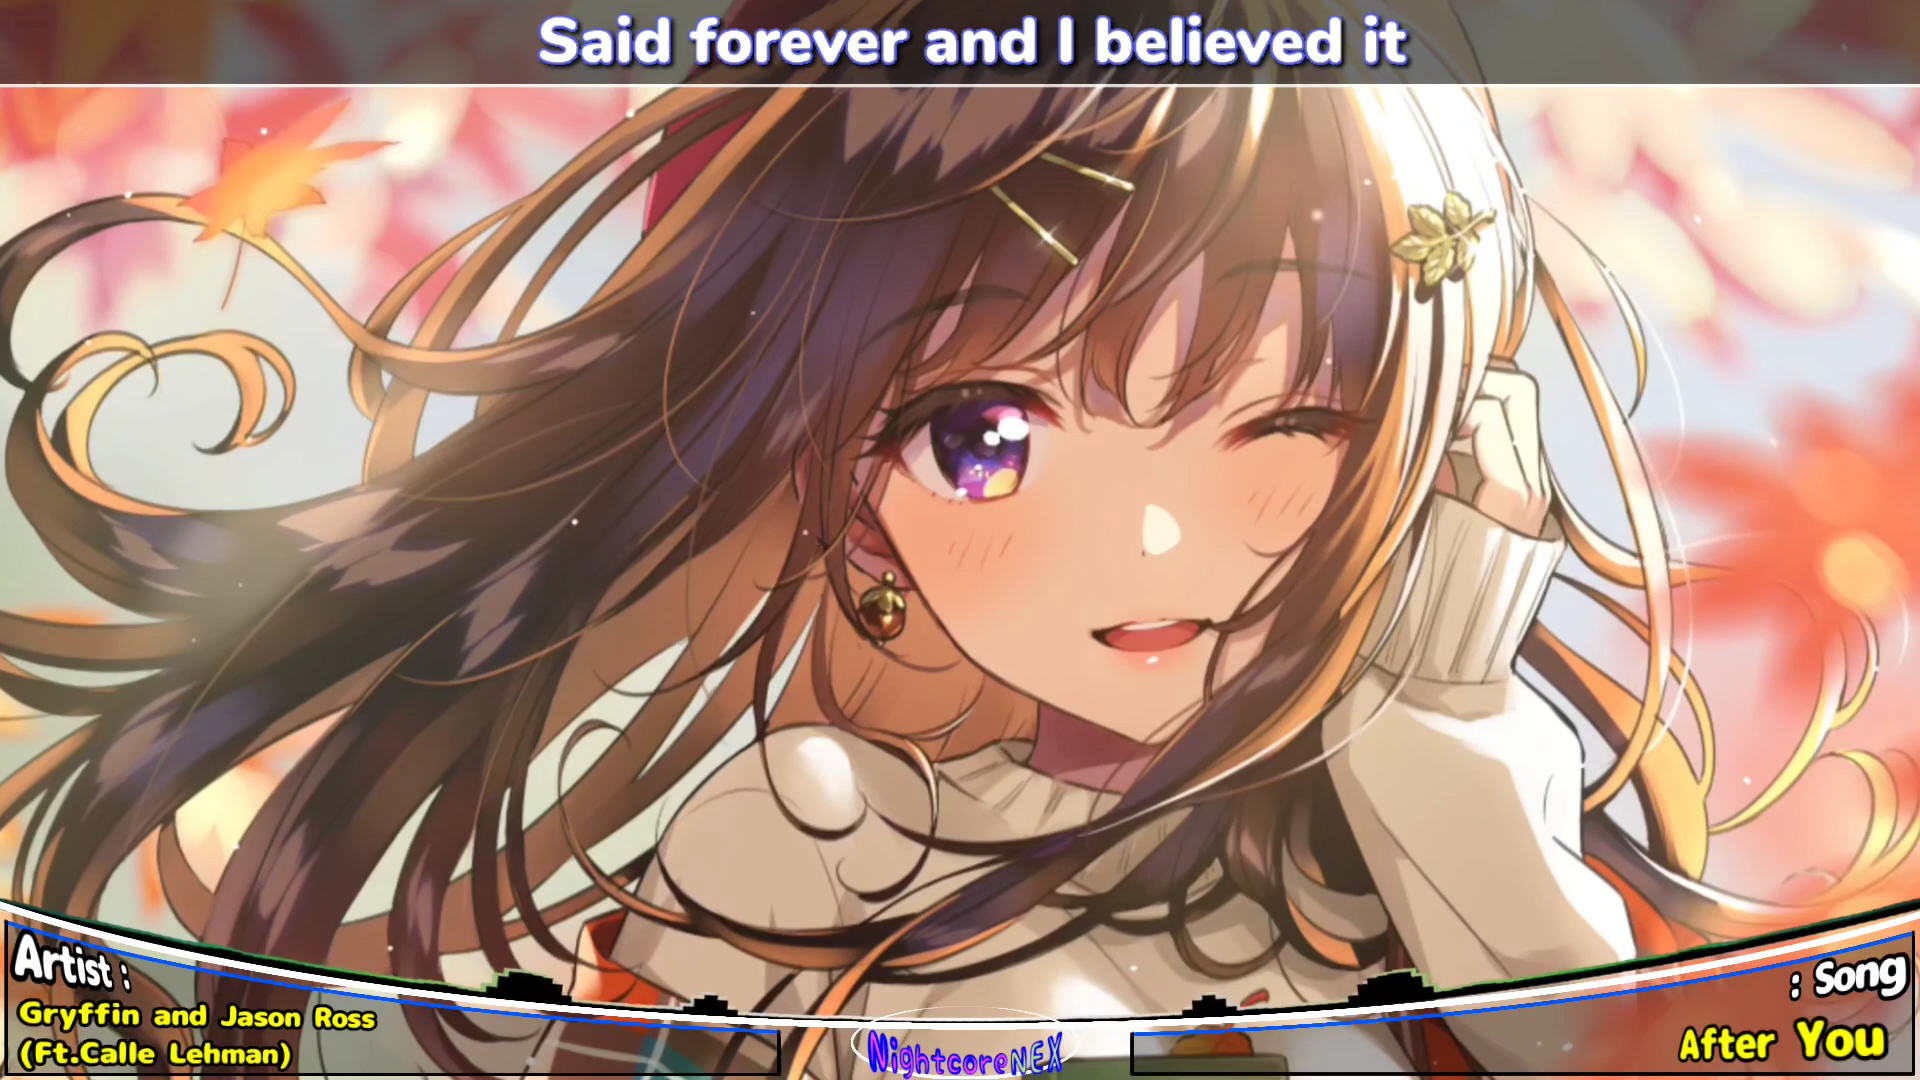 Said forever and I believed it
Artist :
Gryffin and Jason Ross
(Ft.Calle Lehman)
NightcoreNEX
: Song
After You